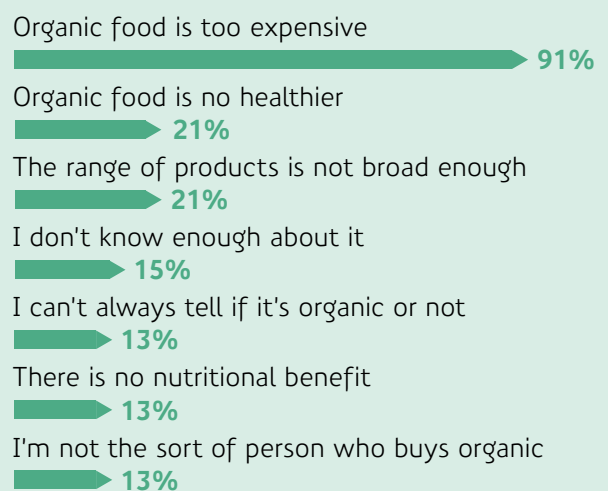 Organic food is too expensive
91%
Organic food is no healthier
21%
The range of products is not broad enough
21%
I don't know enough about it
15%
I can't always tell if it's organic or not
13%
There is no nutritional benefit
13%
I'm not the sort of person who buys organic
13%